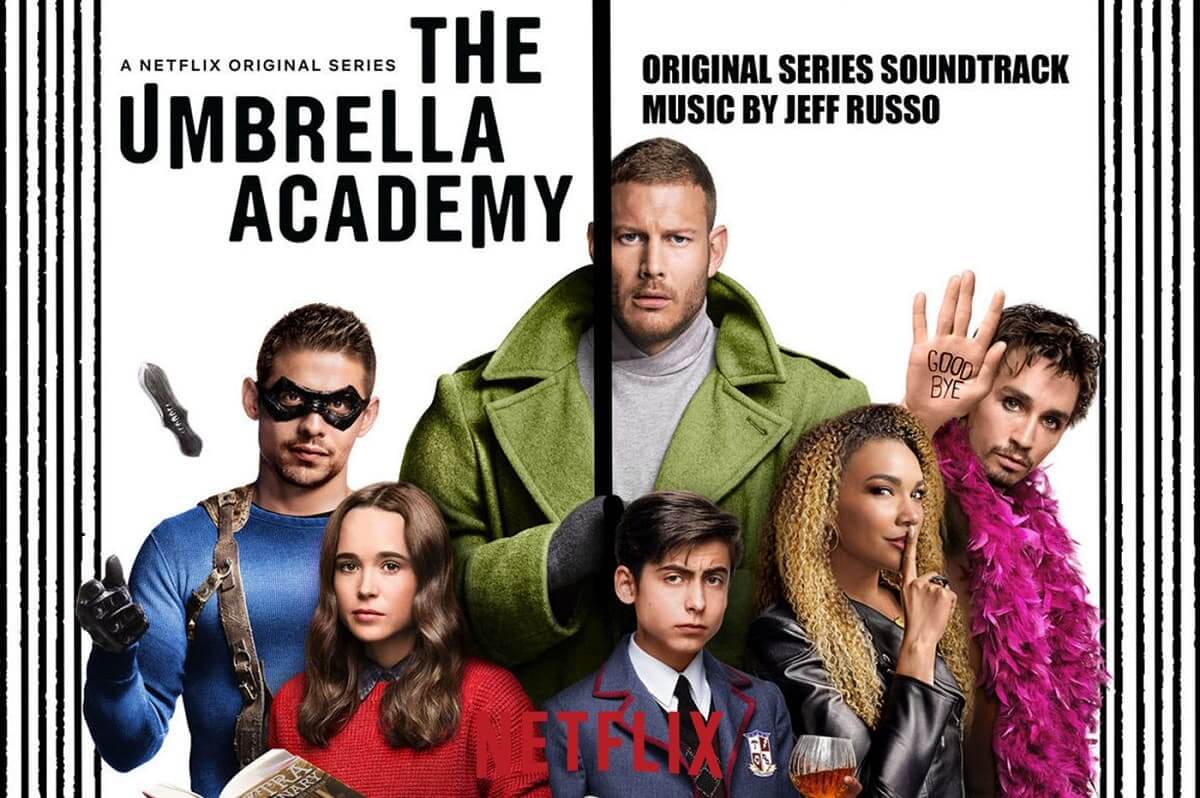 A NETFLIX ORIGINAL SERIES
THE
UMBRELLA
ACADEMY
ORIGINAL SERIES SOUNDTRACK
MUSIC BY JEFF RUSSO
GOOD
BYE
NETFLIX